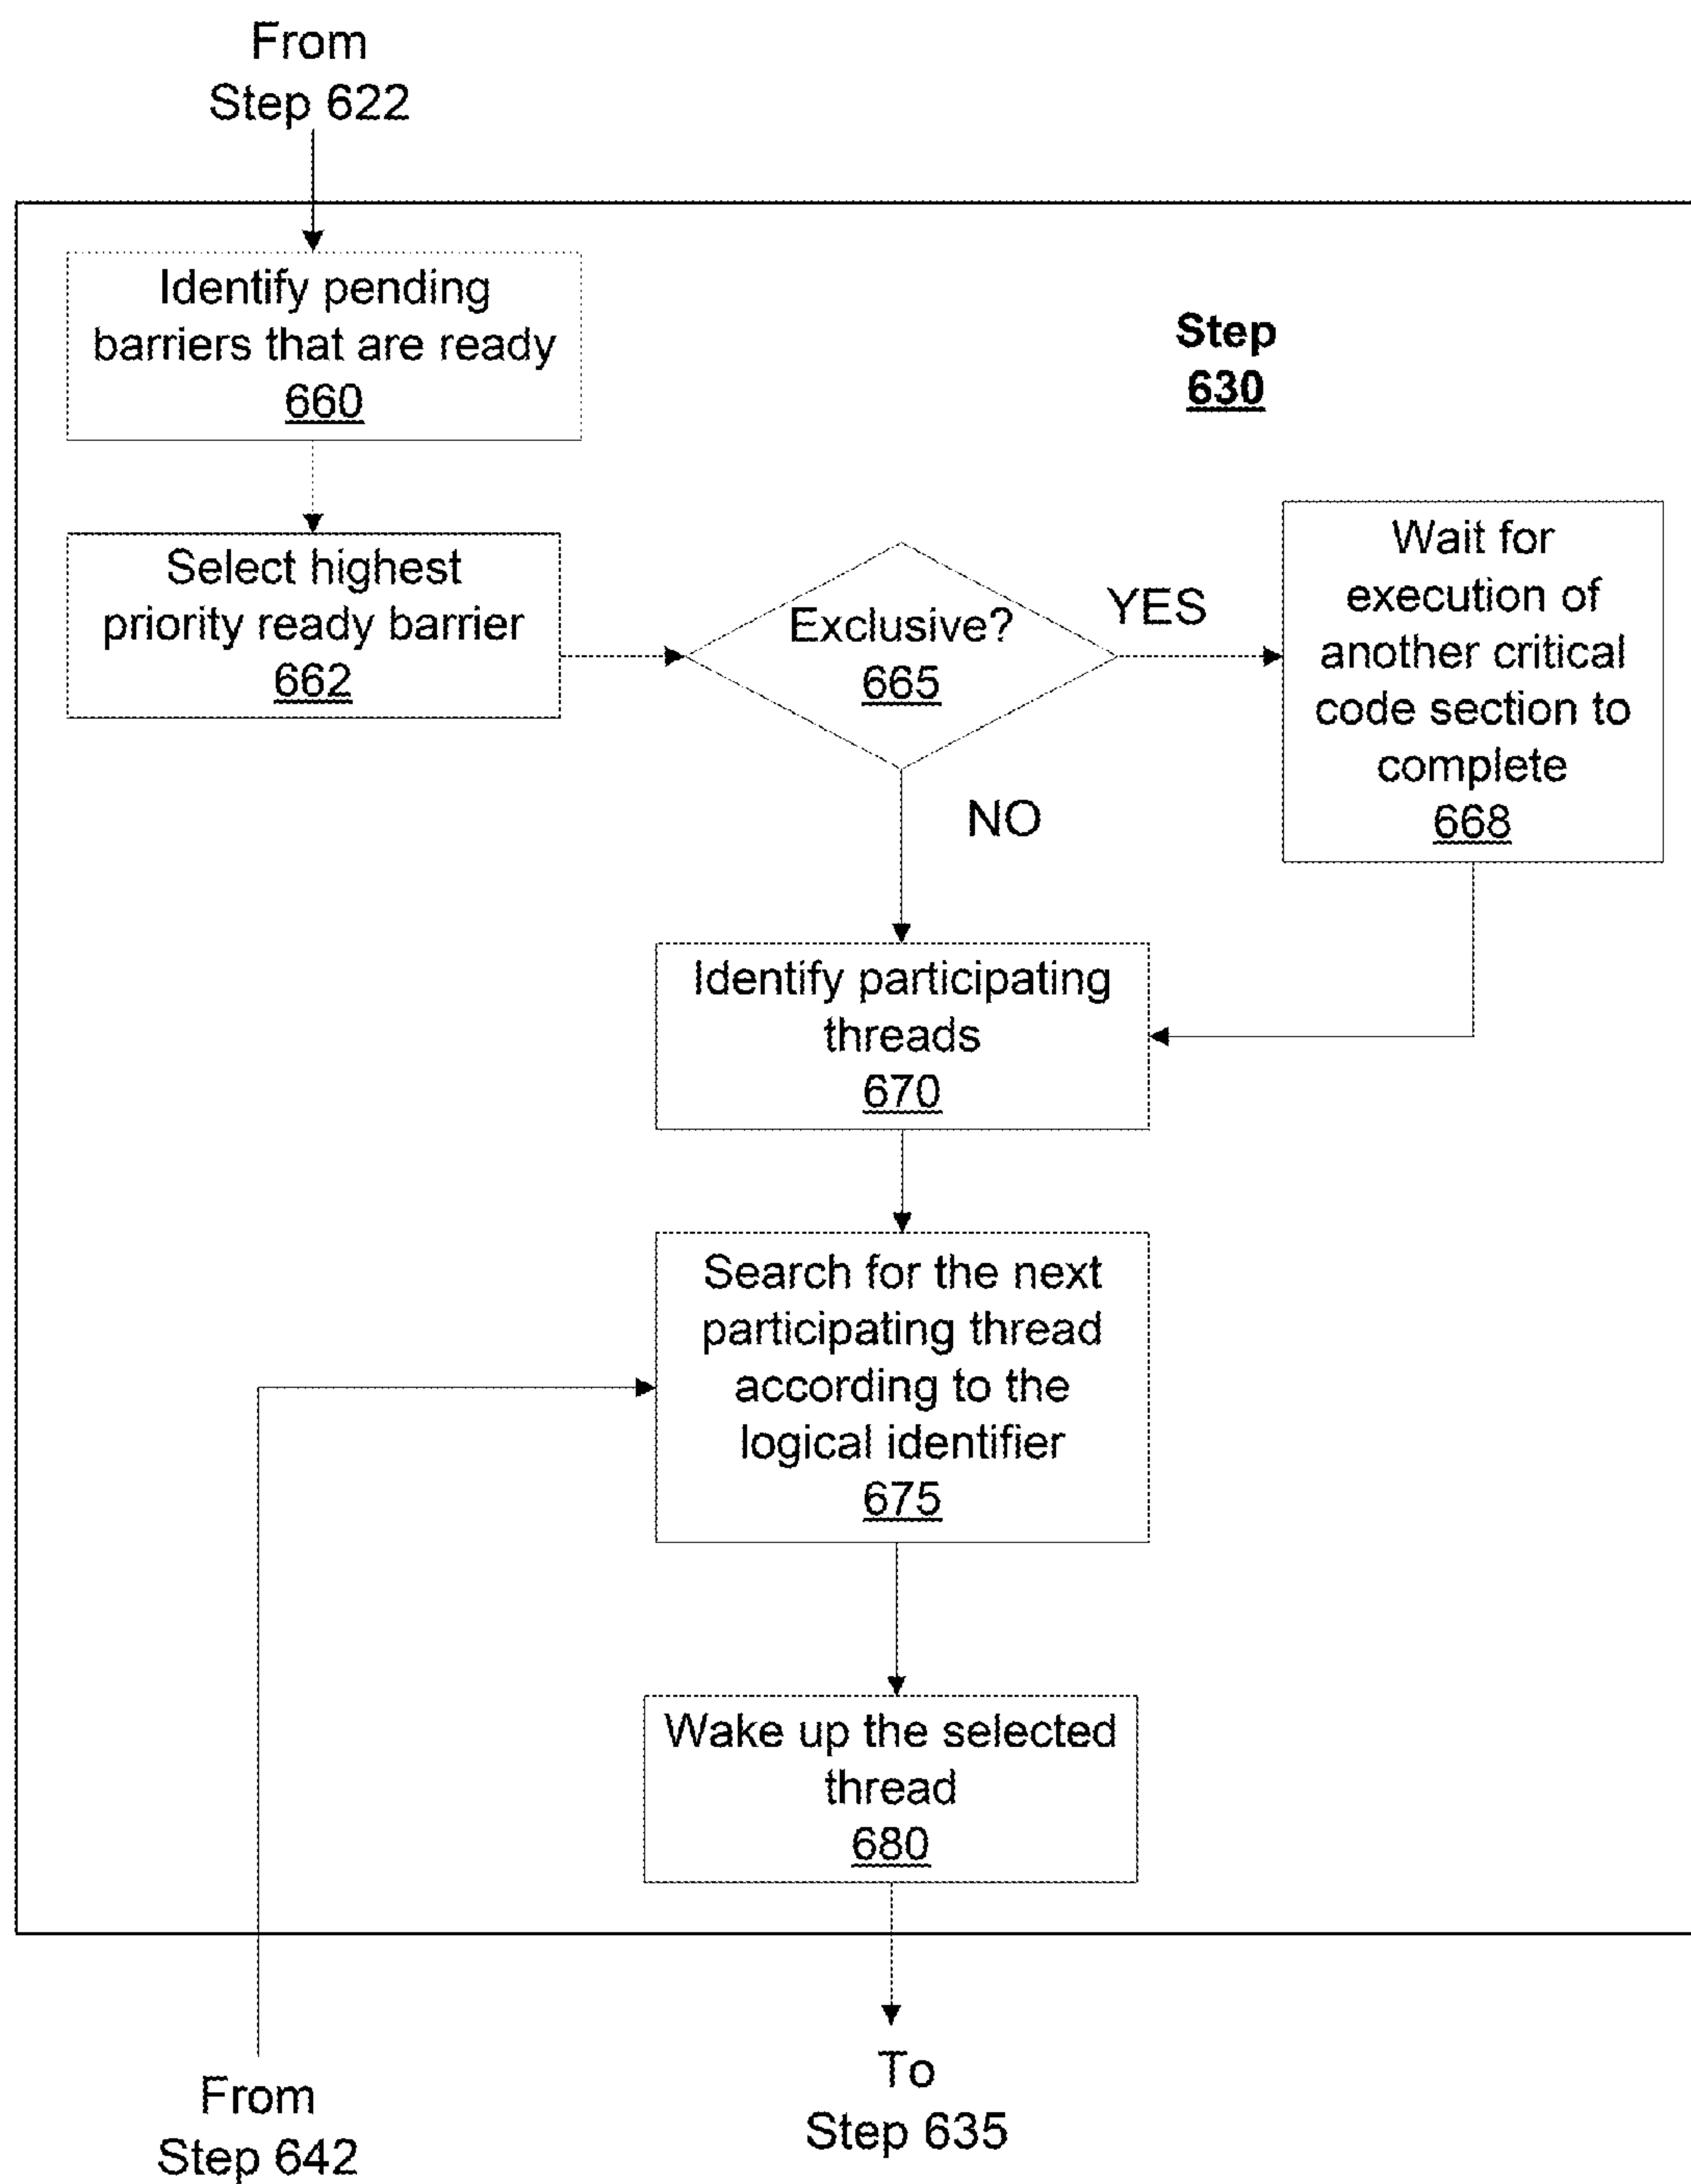 From
Step 622
Identify pending
barriers that are ready
660
Step
630
Select highest
priority ready barrier
662
Exclusive?
665
YES
Wait for
execution of
another critical
code section to
complete
668
NO
Identify participating
threads
670
Search for the next
participating thread
according to the
logical identifier
675
Wake up the selected
thread
680
From
Step 642
To
Step 635